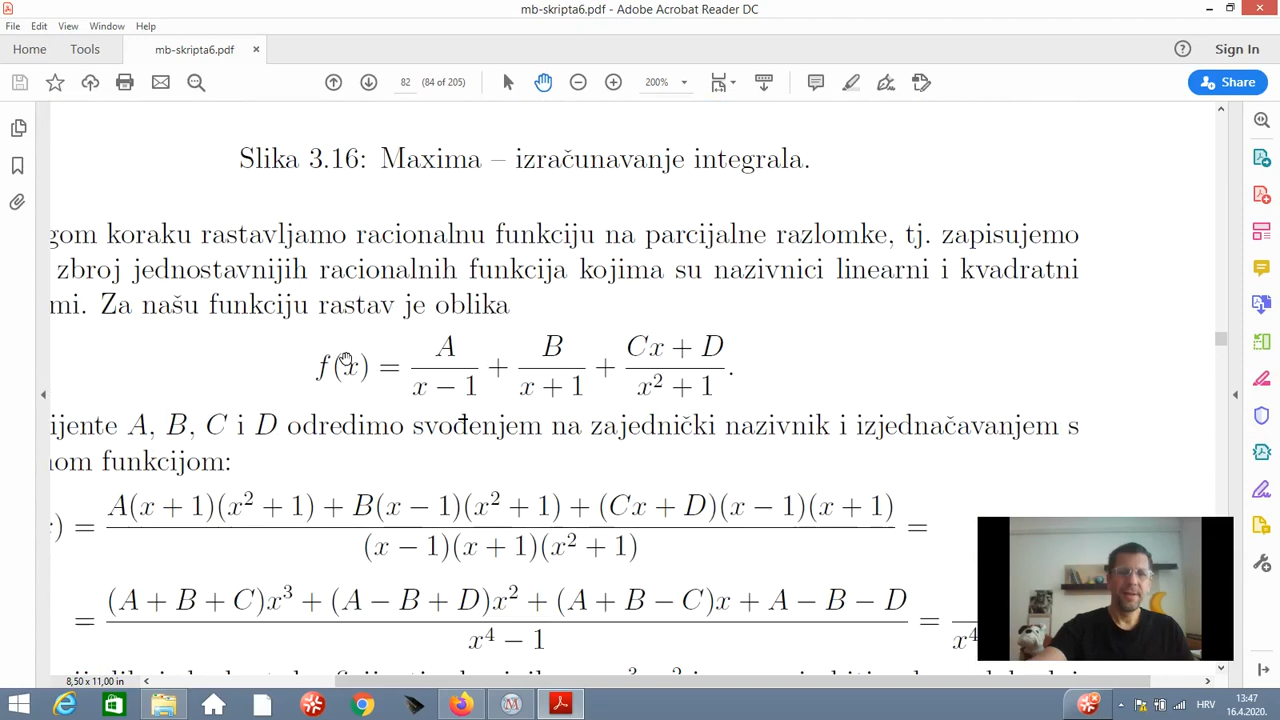 mb-skripta6.pdf - Adobe Acrobat Reader DC
File Edit View Window Help
Home Tools mb-skripta6.pdf × Sign In
82 (84 of 205) 200% Share
Slika 3.16: Maxima – izračunavanje integrala.
gom koraku rastavljamo racionalnu funkciju na parcijalne razlomke, tj. zapisujemo
zbroj jednostavnijih racionalnih funkcija kojima su nazivnici linearni i kvadratni
mi. Za našu funkciju rastav je oblika
f(x) = A/(x − 1) + B/(x + 1) + (Cx + D)/(x² + 1).
ijente A, B, C i D odredimo svođenjem na zajednički nazivnik i izjednačavanjem s
nom funkcijom:
) = (A(x + 1)(x² + 1) + B(x − 1)(x² + 1) + (Cx + D)(x − 1)(x + 1))/((x − 1)(x + 1)(x² + 1)) =
= ((A + B + C)x³ + (A − B + D)x² + (A + B − C)x + A − B − D)/(x⁴ − 1) = x⁴
8,50 x 11,00 in
HRV 13:47
16.4.2020.